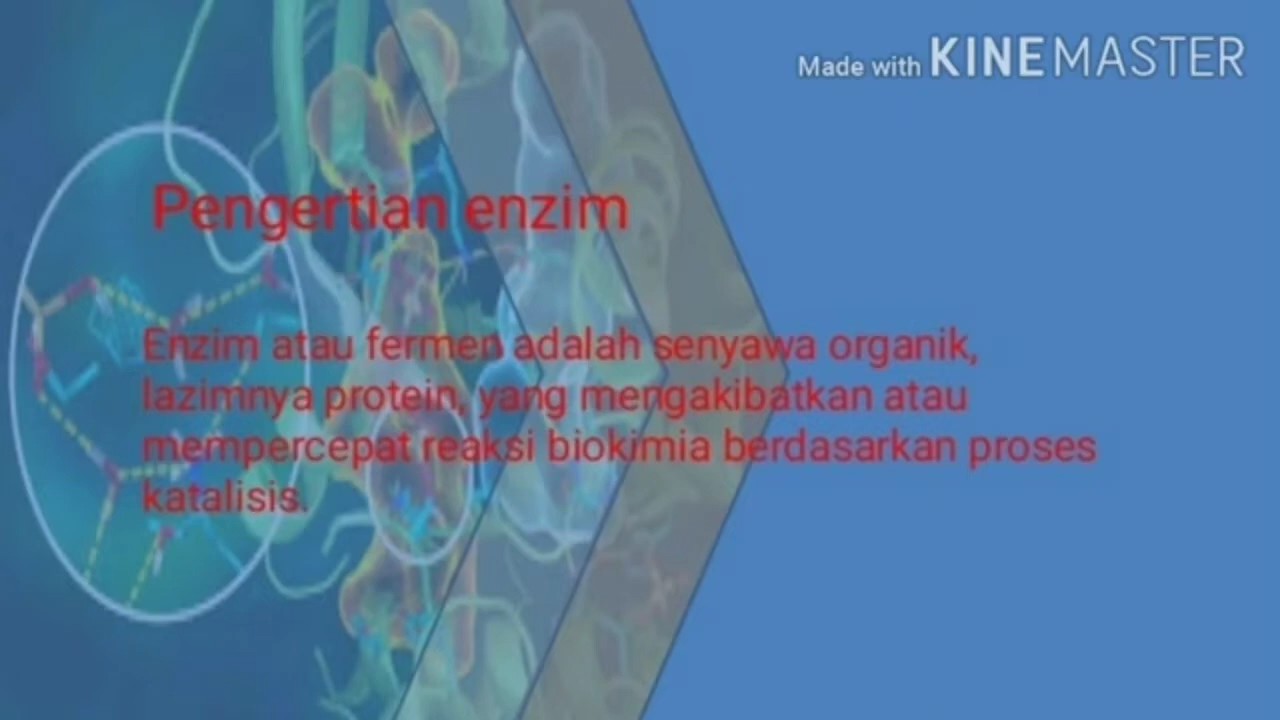 Made with KINEMASTER
Pengertian enzim
Enzim atau fermen adalah senyawa organik,
lazimnya protein, yang mengakibatkan atau
mempercepat reaksi biokimia berdasarkan proses
katalisis.